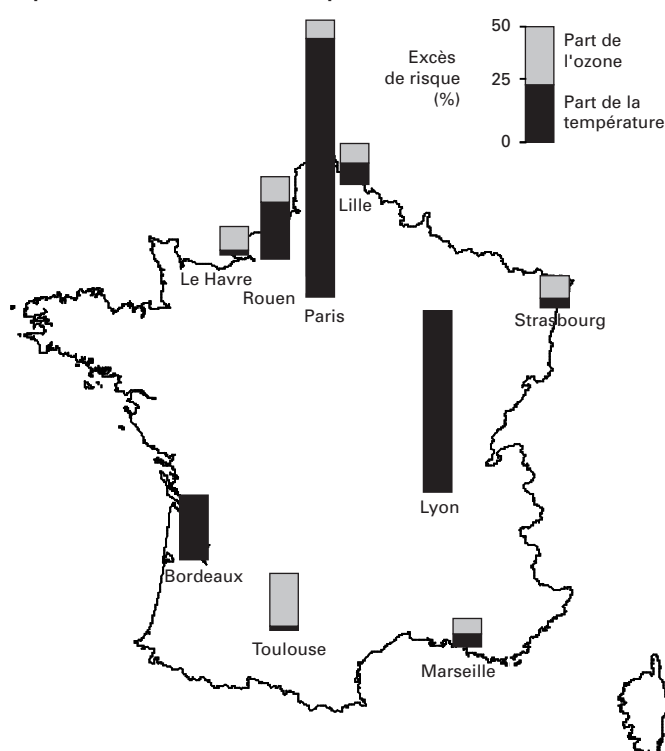 50
25
0
Excès
de risque
(%)
Part de
l'ozone
Part de la
température
Lille
Le Havre
Rouen
Paris
Strasbourg
Lyon
Bordeaux
Toulouse
Marseille